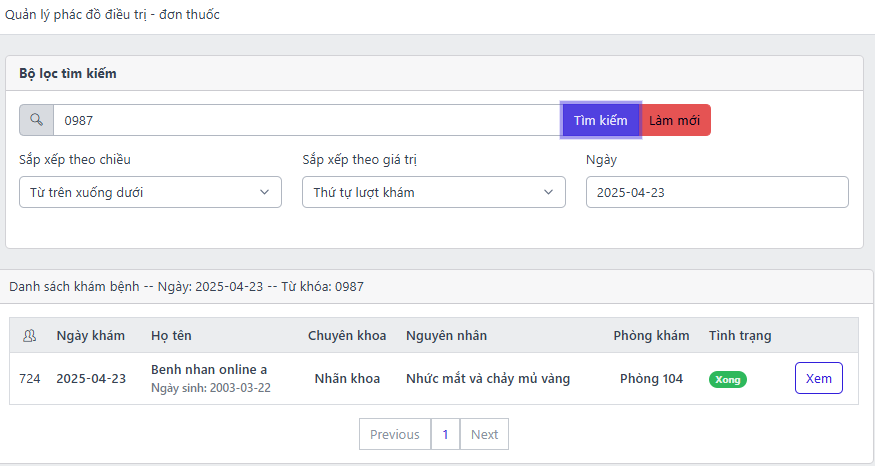 Quản lý phác đồ điều trị - đơn thuốc
Bộ lọc tìm kiếm
0987 Tìm kiếm Làm mới
Sắp xếp theo chiều Sắp xếp theo giá trị Ngày
Từ trên xuống dưới Thứ tự lượt khám 2025-04-23
Danh sách khám bệnh -- Ngày: 2025-04-23 -- Từ khóa: 0987
Ngày khám Họ tên Chuyên khoa Nguyên nhân Phòng khám Tình trạng
724 2025-04-23 Benh nhan online a Nhãn khoa Nhức mắt và chảy mủ vàng Phòng 104 Xong Xem
Ngày sinh: 2003-03-22
Previous 1 Next